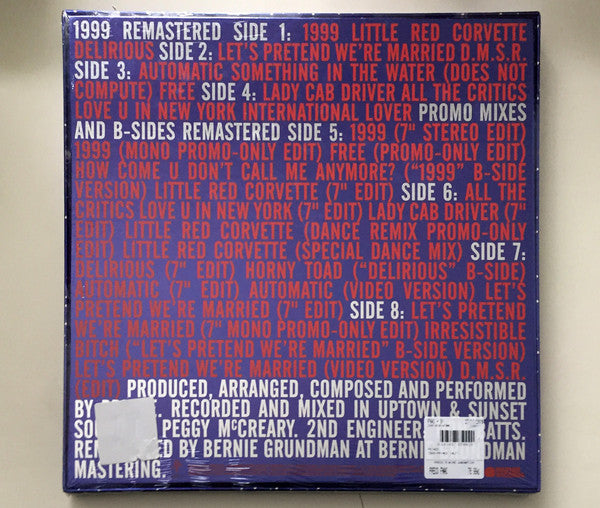 1999 REMASTERED SIDE 1: 1999 LITTLE RED CORVETTE
DELIRIOUS SIDE 2: LET'S PRETEND WE'RE MARRIED D.M.S.R.
SIDE 3: AUTOMATIC SOMETHING IN THE WATER (DOES NOT
COMPUTE) FREE SIDE 4: LADY CAB DRIVER ALL THE CRITICS
LOVE U IN NEW YORK INTERNATIONAL LOVER PROMO MIXES
AND B-SIDES REMASTERED SIDE 5: 1999 (7" STEREO EDIT)
1999 (MONO PROMO-ONLY EDIT) FREE (PROMO-ONLY EDIT)
HOW COME U DON'T CALL ME ANYMORE? ("1999" B-SIDE
VERSION) LITTLE RED CORVETTE (7" EDIT) SIDE 6: ALL THE
CRITICS LOVE U IN NEW YORK (7" EDIT) LADY CAB DRIVER (7"
EDIT) LITTLE RED CORVETTE (DANCE REMIX PROMO-ONLY
EDIT) LITTLE RED CORVETTE (SPECIAL DANCE MIX) SIDE 7:
DELIRIOUS (7" EDIT) HORNY TOAD ("DELIRIOUS" B-SIDE)
AUTOMATIC (7" EDIT) AUTOMATIC (VIDEO VERSION) LET'S
PRETEND WE'RE MARRIED (7" EDIT) SIDE 8: LET'S PRETEND
WE'RE MARRIED (7" MONO PROMO-ONLY EDIT) IRRESISTIBLE
BITCH ("LET'S PRETEND WE'RE MARRIED" B-SIDE VERSION)
LET'S PRETEND WE'RE MARRIED (VIDEO VERSION) D.M.S.R.
(EDIT) PRODUCED, ARRANGED, COMPOSED AND PERFORMED
BY RECORDED AND MIXED IN UPTOWN & SUNSET
SO PEGGY McCREARY. 2ND ENGINEER ATTS.
REM BY BERNIE GRUNDMAN AT BERNIE NDMAN
MASTERING.